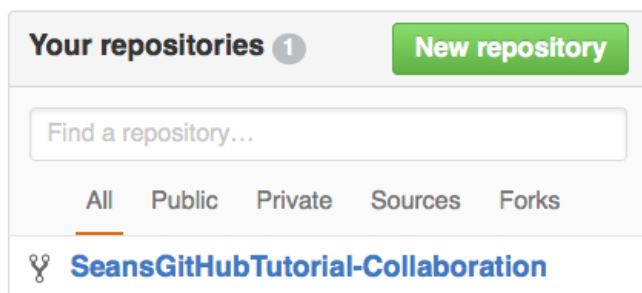 Your repositories 1 New repository
Find a repository…
All Public Private Sources Forks
SeansGitHubTutorial-Collaboration